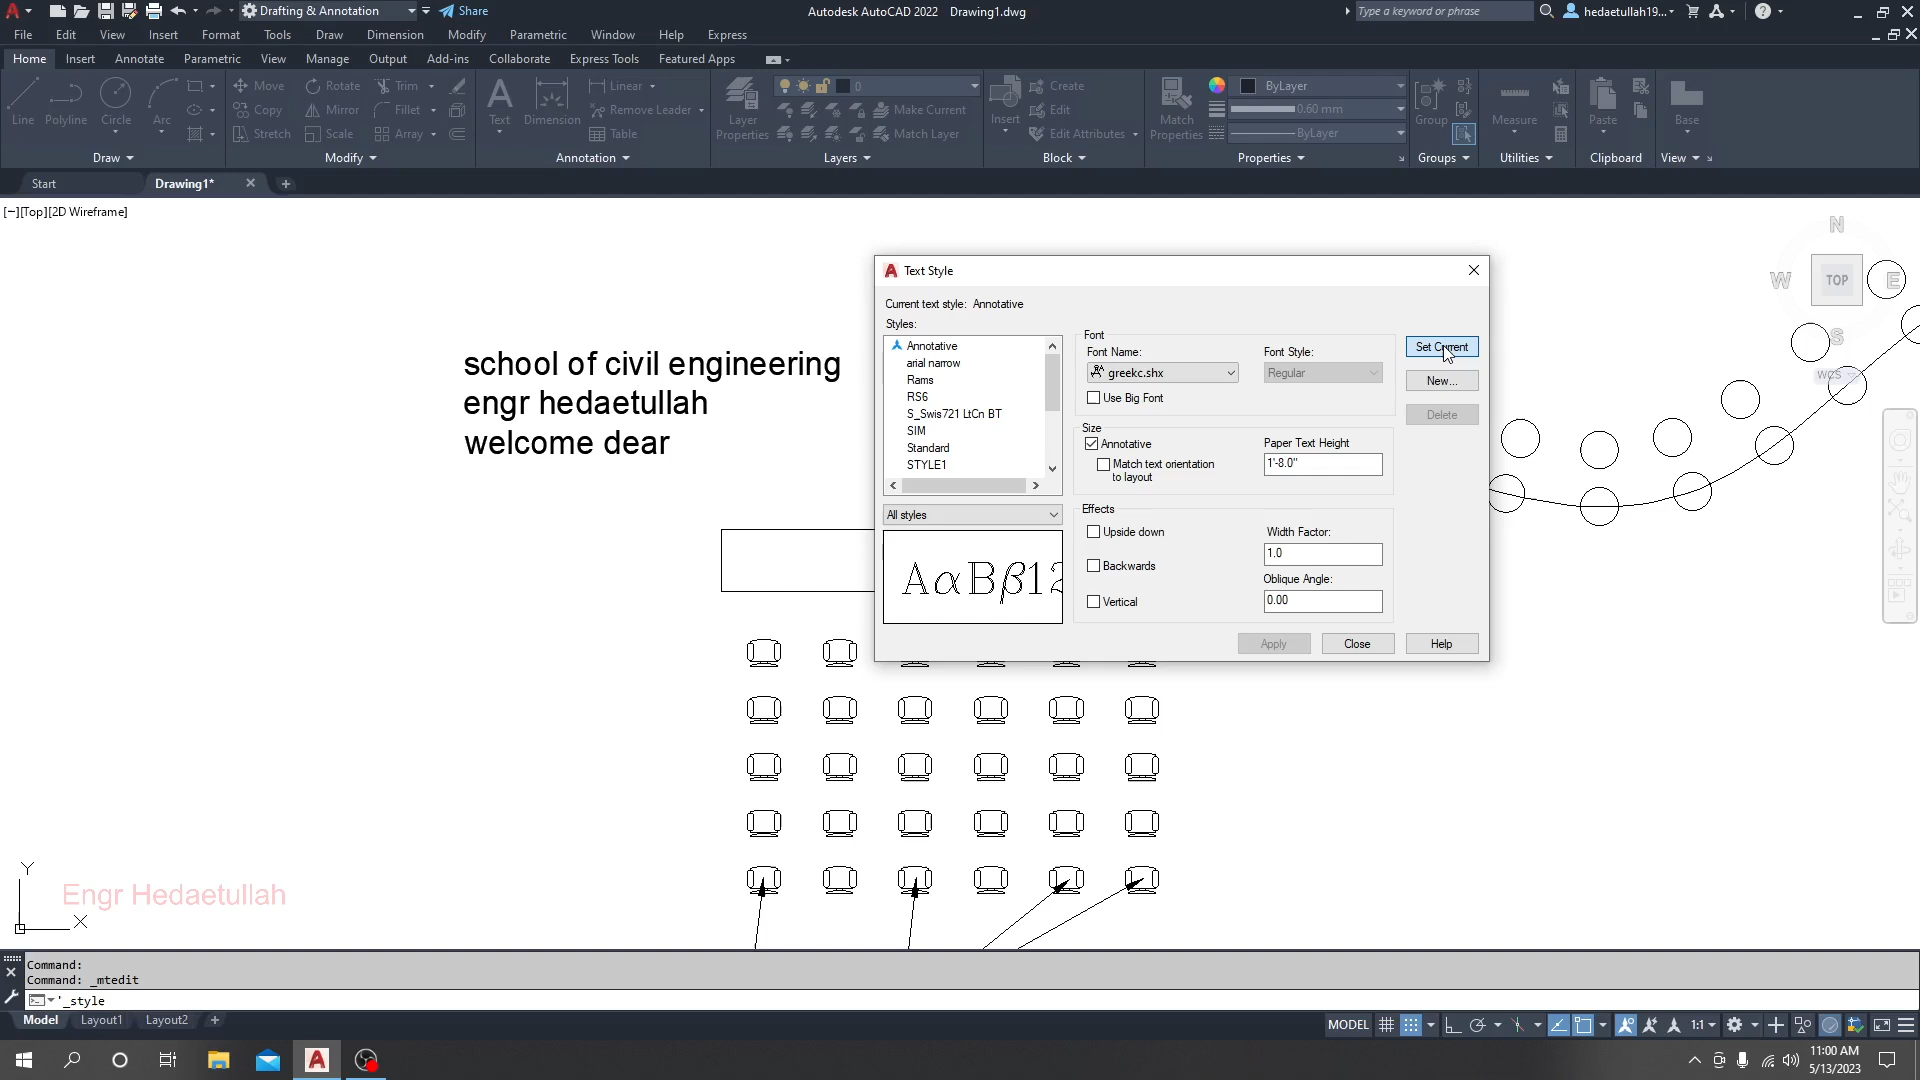 Drafting & Annotation
Share
Autodesk AutoCAD 2022 Drawing1.dwg
Type a keyword or phrase
hedaetullah19...
File Edit View Insert Format Tools Draw Dimension Modify Parametric Window Help Express
Home Insert Annotate Parametric View Manage Output Add-ins Collaborate Express Tools Featured Apps
Line Polyline Circle Arc
Move Rotate Trim
Copy Mirror Fillet
Stretch Scale Array
Text Dimension
Linear
Remove Leader
Table
Layer Properties
0
Make Current
Match Layer
Insert
Create
Edit
Edit Attributes
Match Properties
ByLayer
0.60 mm
ByLayer
Group
Measure
Paste
Base
Draw Modify Annotation Layers Block Properties Groups Utilities Clipboard View
Start Drawing1*
[−][Top][2D Wireframe]
N
W TOP E
S
WCS
school of civil engineering
engr hedaetullah
welcome dear
Text Style
Current text style: Annotative
Styles:
Annotative
arial narrow
Rams
RS6
S_Swis721 LtCn BT
SIM
Standard
STYLE1
All styles
AαBβ12
Font
Font Name:
greekc.shx
Font Style:
Regular
Use Big Font
Size
Annotative
Match text orientation
to layout
Paper Text Height
1'-8.0"
Effects
Upside down
Backwards
Vertical
Width Factor:
1.0
Oblique Angle:
0.00
Set Current
New...
Delete
Apply Close Help
Y
X
Engr Hedaetullah
Command:
Command: _mtedit
'_style
Model Layout1 Layout2
MODEL
1:1
11:00 AM
5/13/2023